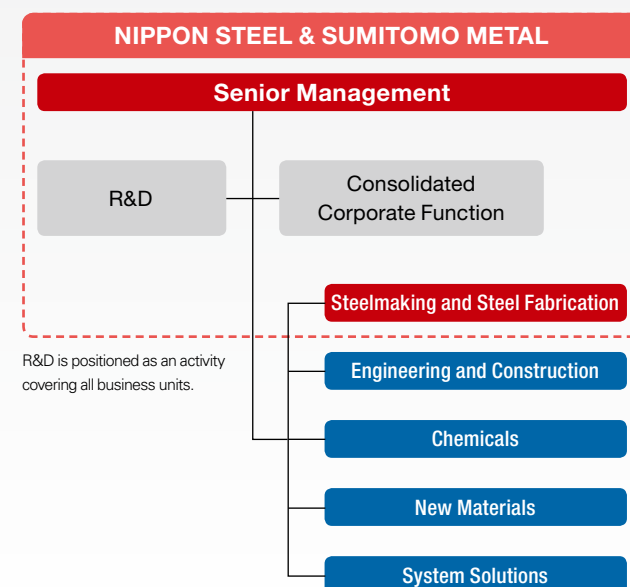 NIPPON STEEL & SUMITOMO METAL
Senior Management
R&D
Consolidated
Corporate Function
Steelmaking and Steel Fabrication
R&D is positioned as an activity
covering all business units.
Engineering and Construction
Chemicals
New Materials
System Solutions